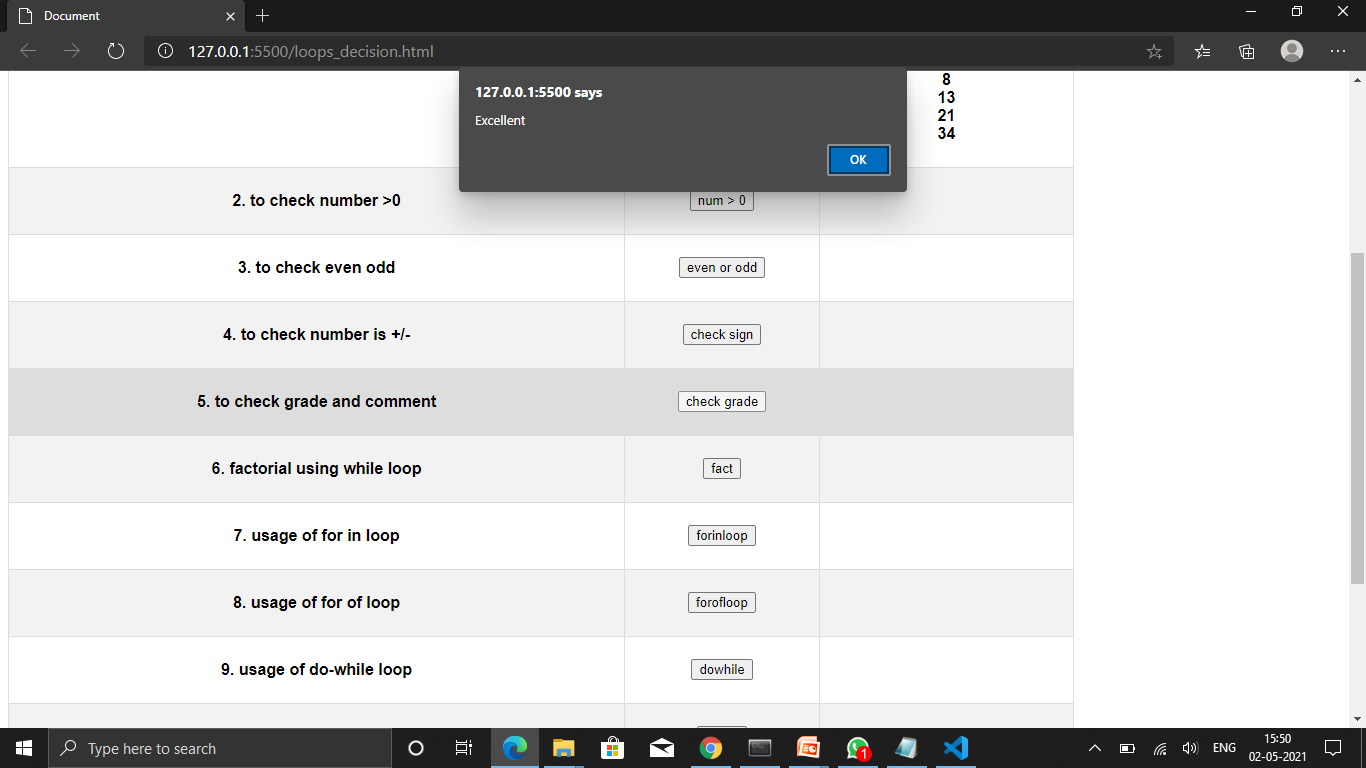 Document
127.0.0.1:5500/loops_decision.html
127.0.0.1:5500 says
Excellent
OK
8
13
21
34
2. to check number >0
num > 0
3. to check even odd
even or odd
4. to check number is +/-
check sign
5. to check grade and comment
check grade
6. factorial using while loop
fact
7. usage of for in loop
forinloop
8. usage of for of loop
forofloop
9. usage of do-while loop
dowhile
Type here to search
1
ENG
15:50
02-05-2021